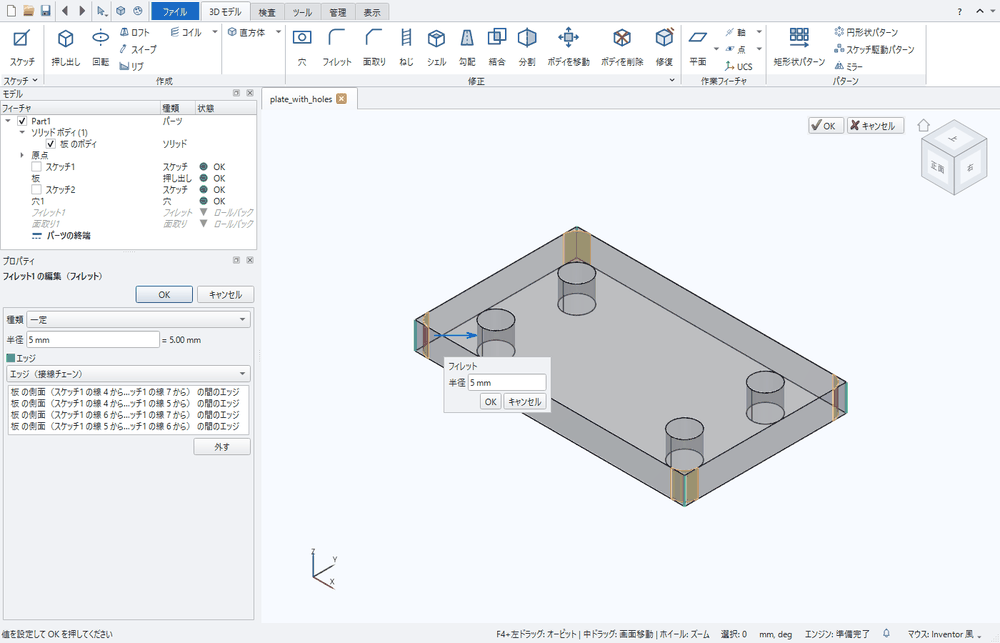 ファイル 3D モデル 検査 ツール 管理 表示 ?
スケッチ 押し出し 回転 ロフト スイープ リブ コイル 直方体 穴 フィレット 面取り ねじ シェル 勾配 結合 分割 ボディを移動 ボディを削除 修復 平面 軸 点 UCS 矩形状パターン 円形状パターン スケッチ駆動パターン ミラー
スケッチ 作成 修正 作業フィーチャ パターン
モデル
フィーチャ 種類 状態
Part1 パーツ
ソリッド ボディ (1)
板 のボディ ソリッド
原点
スケッチ1 スケッチ OK
板 押し出し OK
スケッチ2 スケッチ OK
穴1 穴 OK
フィレット1 フィレット ロールバック
面取り1 面取り ロールバック
パーツの終端
プロパティ
フィレット1 の編集（フィレット）
OK キャンセル
種類 一定
半径 5 mm = 5.00 mm
エッジ
エッジ（接線チェーン）
板 の側面（スケッチ1 の線 4 から...ッチ1 の線 7 から） の間のエッジ
板 の側面（スケッチ1 の線 4 から...ッチ1 の線 5 から） の間のエッジ
板 の側面（スケッチ1 の線 6 から...ッチ1 の線 7 から） の間のエッジ
板 の側面（スケッチ1 の線 5 から...ッチ1 の線 6 から） の間のエッジ
外す
plate_with_holes
OK キャンセル
上
正面 右
フィレット
半径 5 mm
OK キャンセル
Z
Y
X
値を設定して OK を押してください F4+左ドラッグ: オービット | 中ドラッグ: 画面移動 | ホイール: ズーム 選択: 0 mm, deg エンジン: 準備完了 マウス: Inventor 風